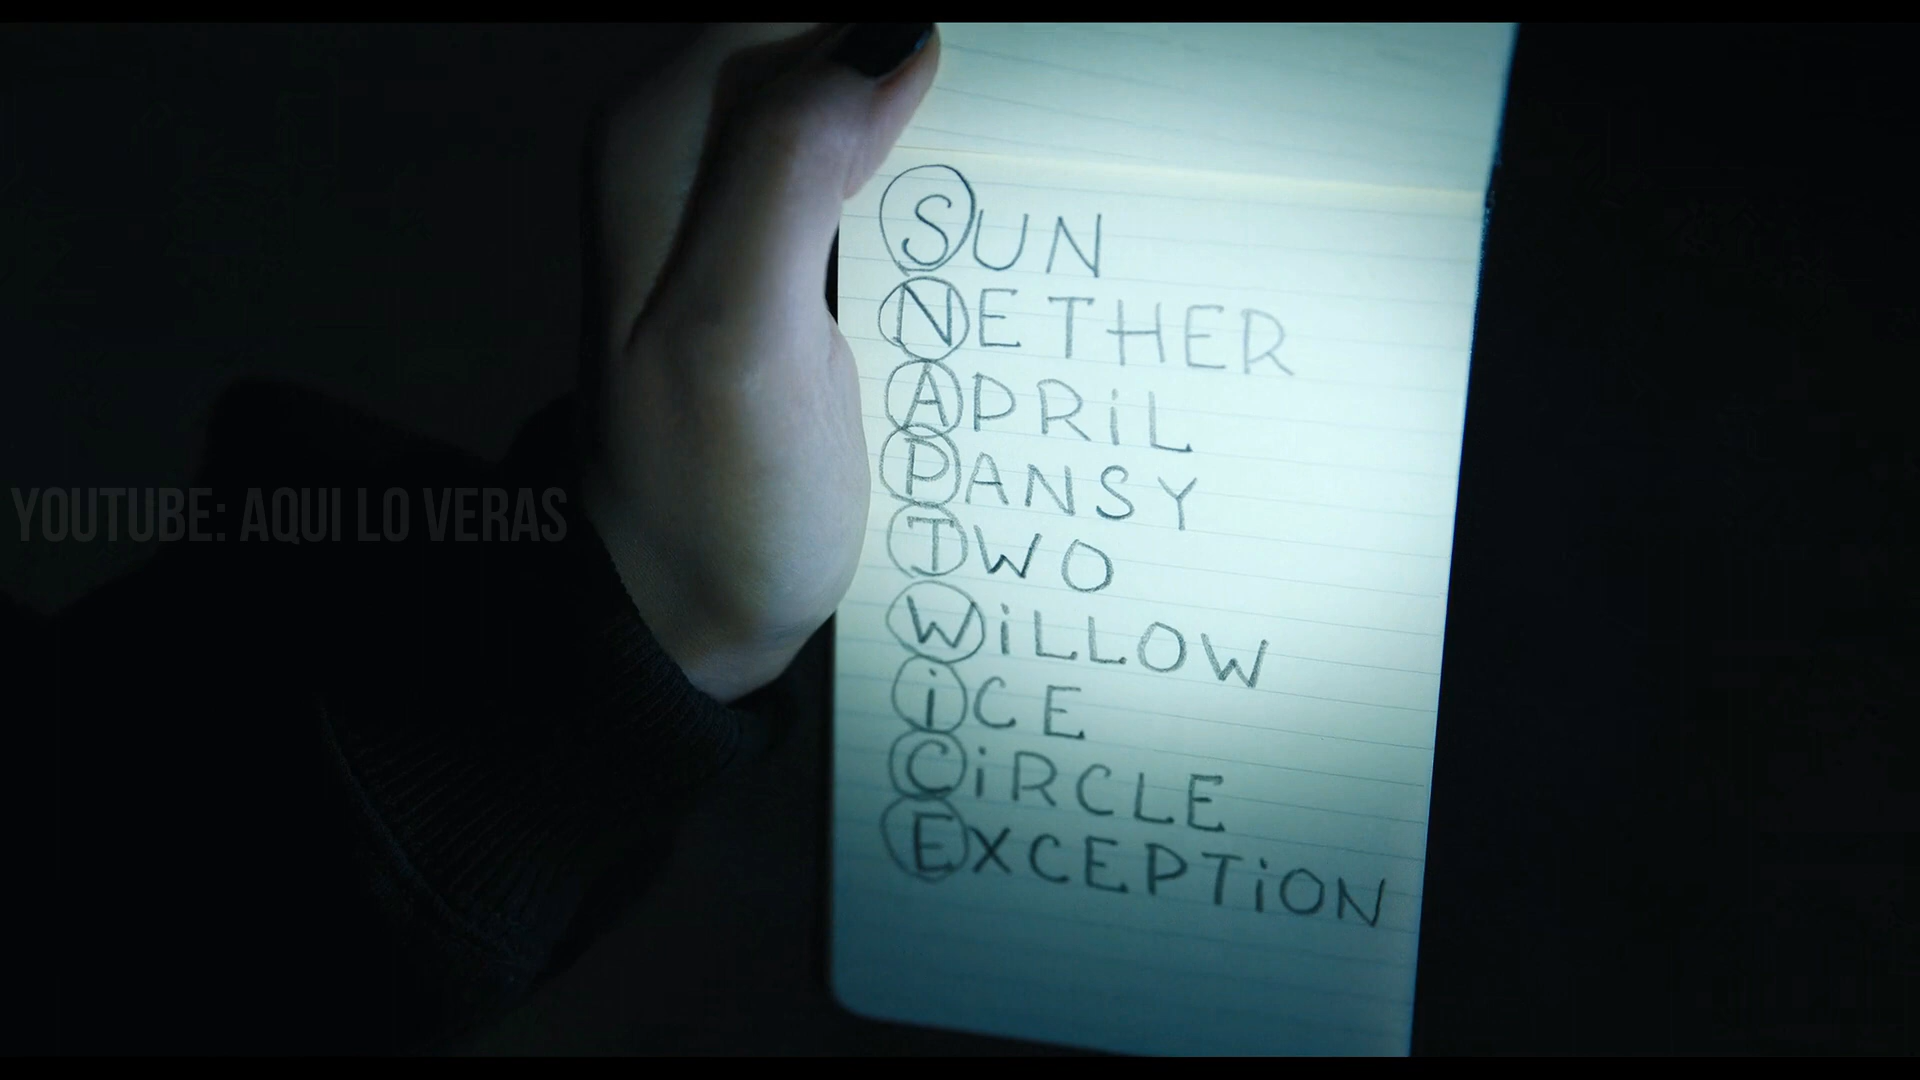 SUN
NETHER
APRiL
PANSY
TWO
WiLLOW
iCE
CiRCLE
EXCEPTiON
YOUTUBE: AQUI LO VERAS